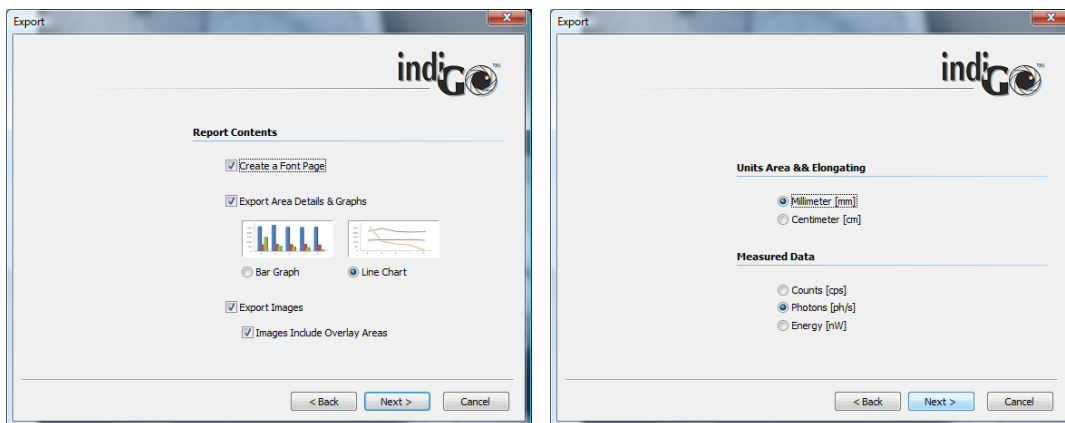 Export
indiGo™
Report Contents
Create a Font Page
Export Area Details & Graphs
Bar Graph
Line Chart
Export Images
Images Include Overlay Areas
< Back
Next >
Cancel
Export
indiGo™
Units Area && Elongating
Millimeter [mm]
Centimeter [cm]
Measured Data
Counts [cps]
Photons [ph/s]
Energy [nW]
< Back
Next >
Cancel